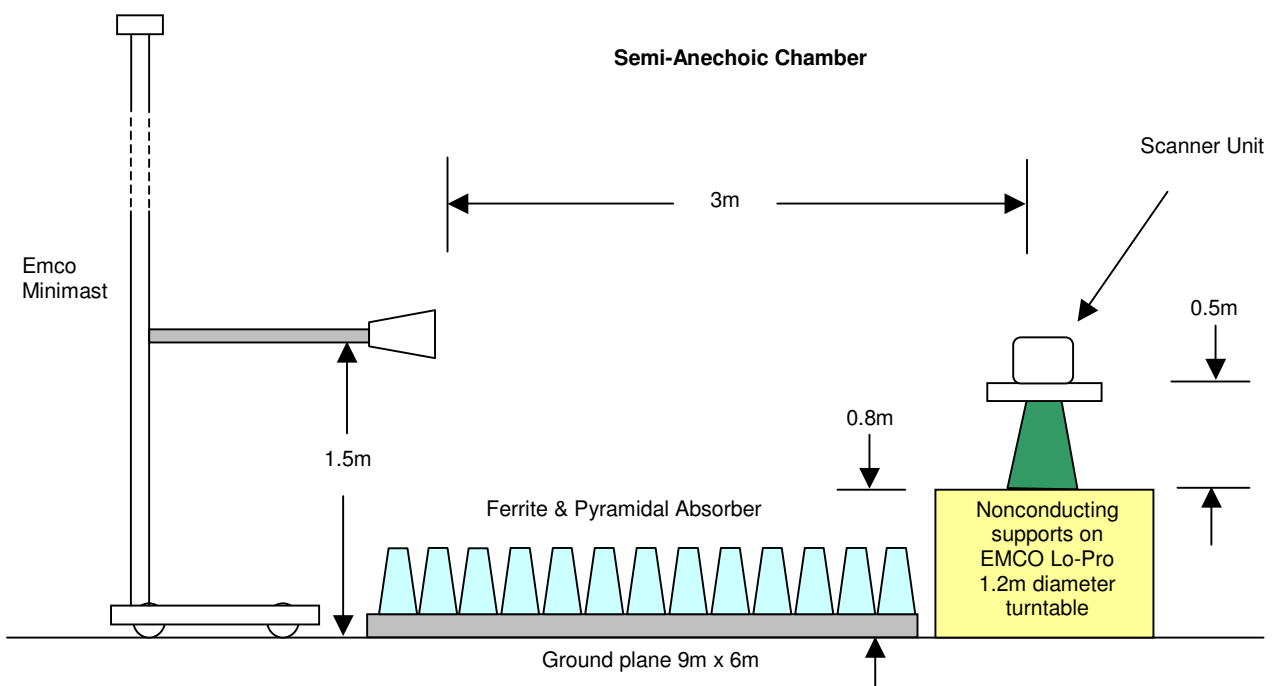 Semi-Anechoic Chamber
Scanner Unit
3m
Emco
Minimast
0.5m
0.8m
1.5m
Ferrite & Pyramidal Absorber
Nonconducting
supports on
EMCO Lo-Pro
1.2m diameter
turntable
Ground plane 9m x 6m